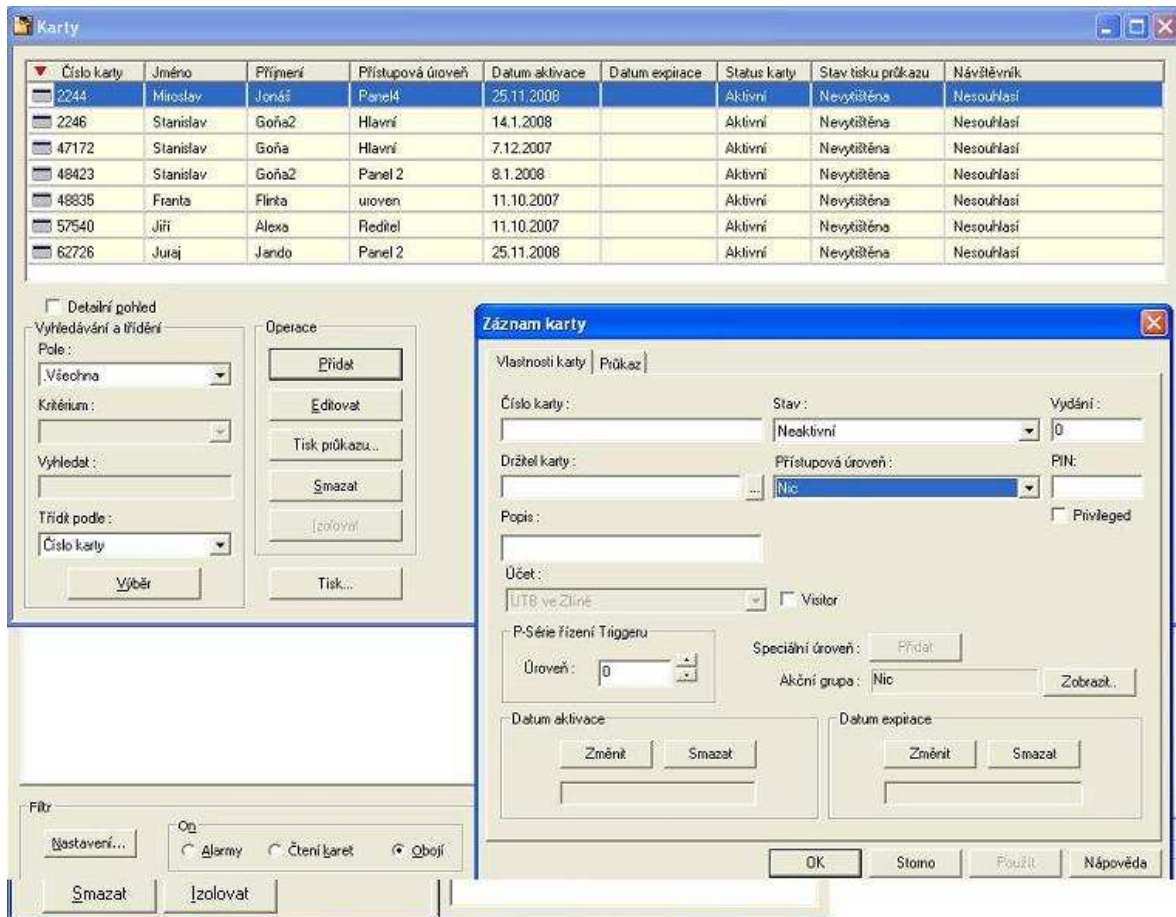 Karty
Číslo karty Jméno Příjmení Přístupová úroveň Datum aktivace Datum expirace Status karty Stav tisku průkazu Návštěvník
2244 Miroslav Jonáš Panel4 25.11.2008 Aktivní Nevytištěna Nesouhlasí
2246 Stanislav Goňa2 Hlavní 14.1.2008 Aktivní Nevytištěna Nesouhlasí
47172 Stanislav Goňa Hlavní 7.12.2007 Aktivní Nevytištěna Nesouhlasí
48423 Stanislav Goňa2 Panel 2 8.1.2008 Aktivní Nevytištěna Nesouhlasí
48835 Franta Flinta uroven 11.10.2007 Aktivní Nevytištěna Nesouhlasí
57540 Jiří Alexa Ředitel 11.10.2007 Aktivní Nevytištěna Nesouhlasí
62726 Juraj Jando Panel 2 25.11.2008 Aktivní Nevytištěna Nesouhlasí
Detailní pohled
Vyhledávání a třídění
Pole :
.Všechna
Kritérium :
Vyhledat :
Třídit podle :
Číslo karty
Výběr
Operace
Přidat
Editovat
Tisk průkazu...
Smazat
Izolovat
Tisk...
Záznam karty
Vlastnosti karty Průkaz
Číslo karty : Stav : Vydání :
Neaktivní 0
Držitel karty : Přístupová úroveň : PIN:
... Nic
Popis : Privileged
Účet :
UTB ve Zlíně Visitor
P-Série řízení Triggeru
Úroveň : 0
Speciální úroveň : Přidat
Akční grupa : Nic Zobrazit..
Datum aktivace Datum expirace
Změnit Smazat Změnit Smazat
OK Storno Použít Nápověda
Filtr
Nastavení...
On
Alarmy Čtení karet Obojí
Smazat Izolovat